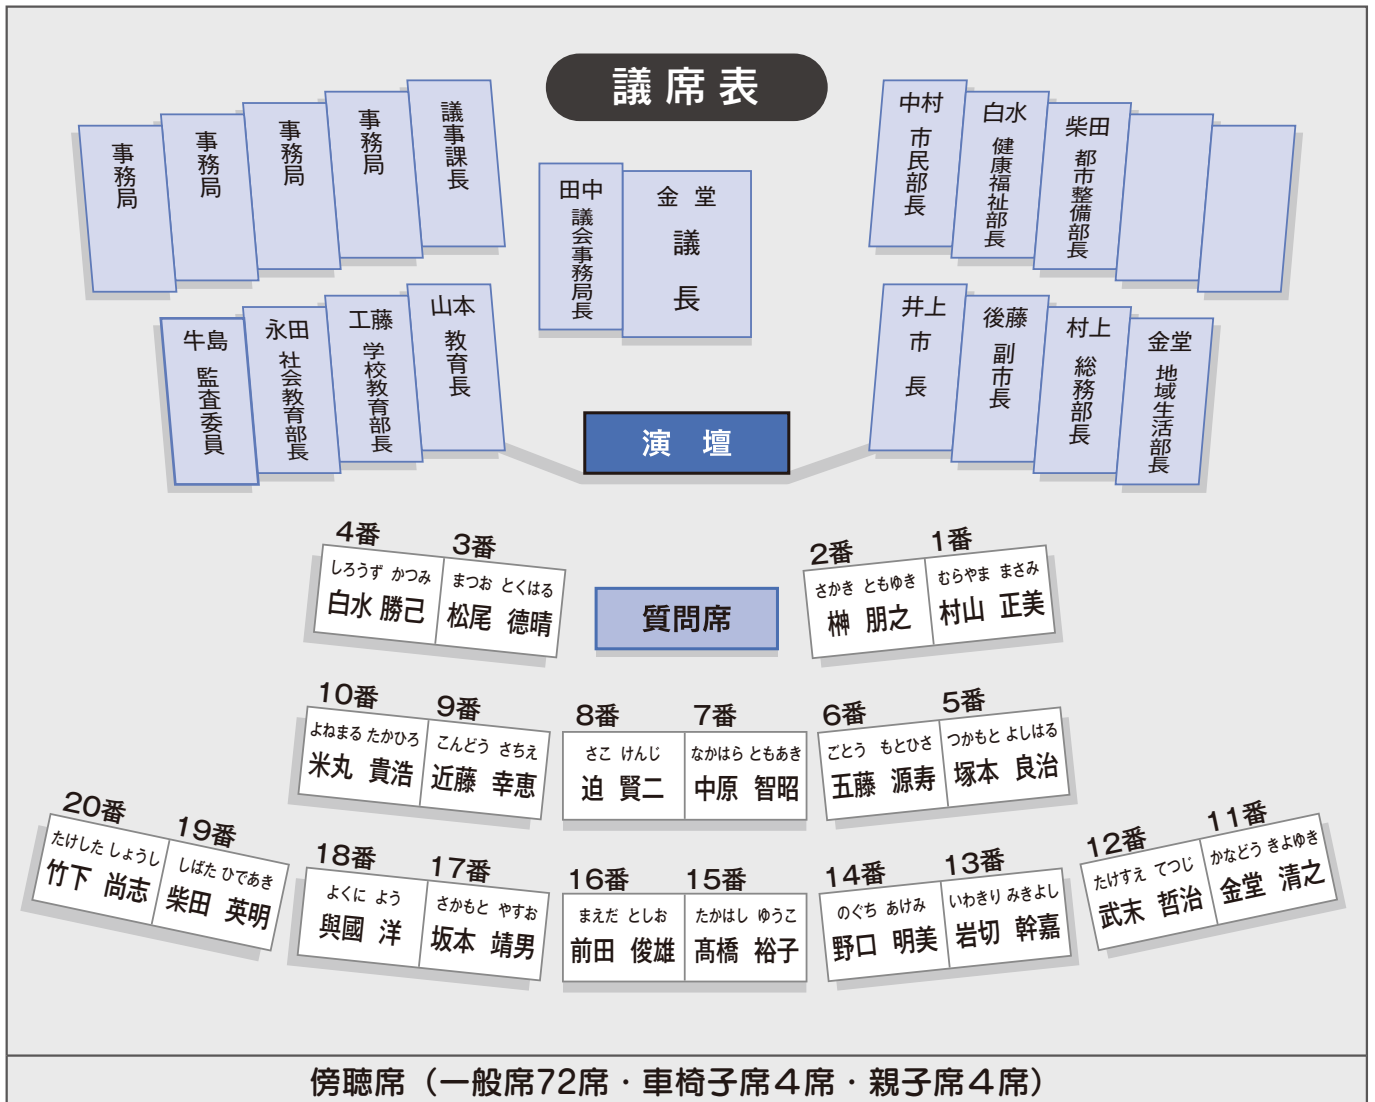 議席表
事務局
事務局
事務局
事務局
議事課長
田中 議会事務局長
金堂 議長
中村 市民部長
白水 健康福祉部長
柴田 都市整備部長
牛島 監査委員
永田 社会教育部長
工藤 学校教育部長
山本 教育長
演壇
井上 市長
後藤 副市長
村上 総務部長
金堂 地域生活部長
4番
しろうず かつみ
白水 勝己
3番
まつお とくはる
松尾 德晴
質問席
2番
さかき ともゆき
榊 朋之
1番
むらやま まさみ
村山 正美
10番
よねまる たかひろ
米丸 貴浩
9番
こんどう さちえ
近藤 幸恵
8番
さこ けんじ
迫 賢二
7番
なかはら ともあき
中原 智昭
6番
ごとう もとひさ
五藤 源寿
5番
つかもと よしはる
塚本 良治
20番
たけした しょうし
竹下 尚志
19番
しばた ひであき
柴田 英明
18番
よくに よう
與國 洋
17番
さかもと やすお
坂本 靖男
16番
まえだ としお
前田 俊雄
15番
たかはし ゆうこ
髙橋 裕子
14番
のぐち あけみ
野口 明美
13番
いわきり みきよし
岩切 幹嘉
12番
たけすえ てつじ
武末 哲治
11番
かなどう きよゆき
金堂 清之
傍聴席（一般席72席・車椅子席４席・親子席４席）